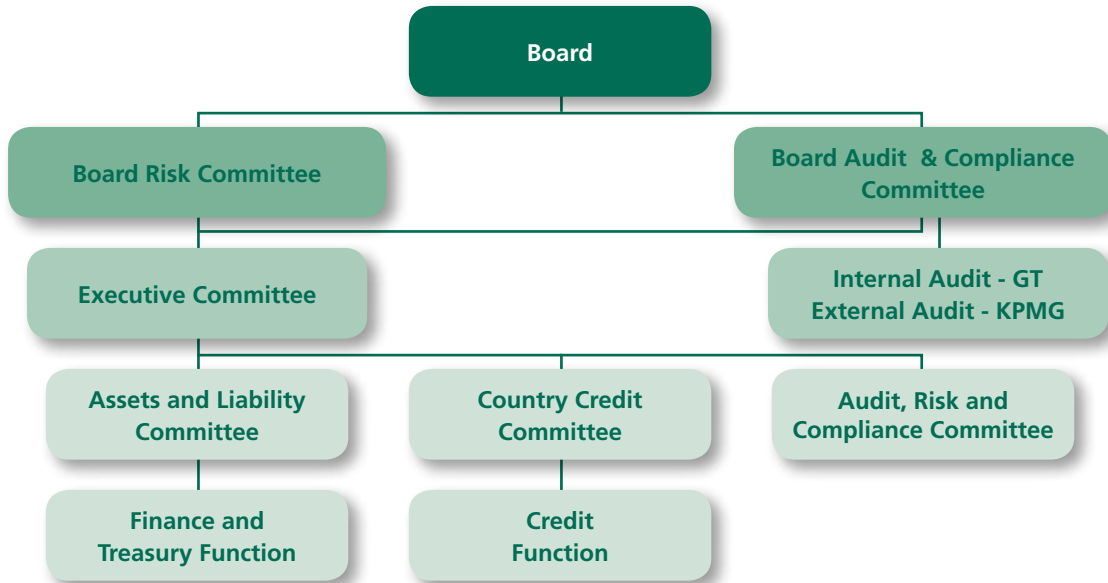 Board
Board Risk Committee
Board Audit & Compliance
Committee
Executive Committee
Internal Audit - GT
External Audit - KPMG
Assets and Liability
Committee
Country Credit
Committee
Audit, Risk and
Compliance Committee
Finance and
Treasury Function
Credit
Function